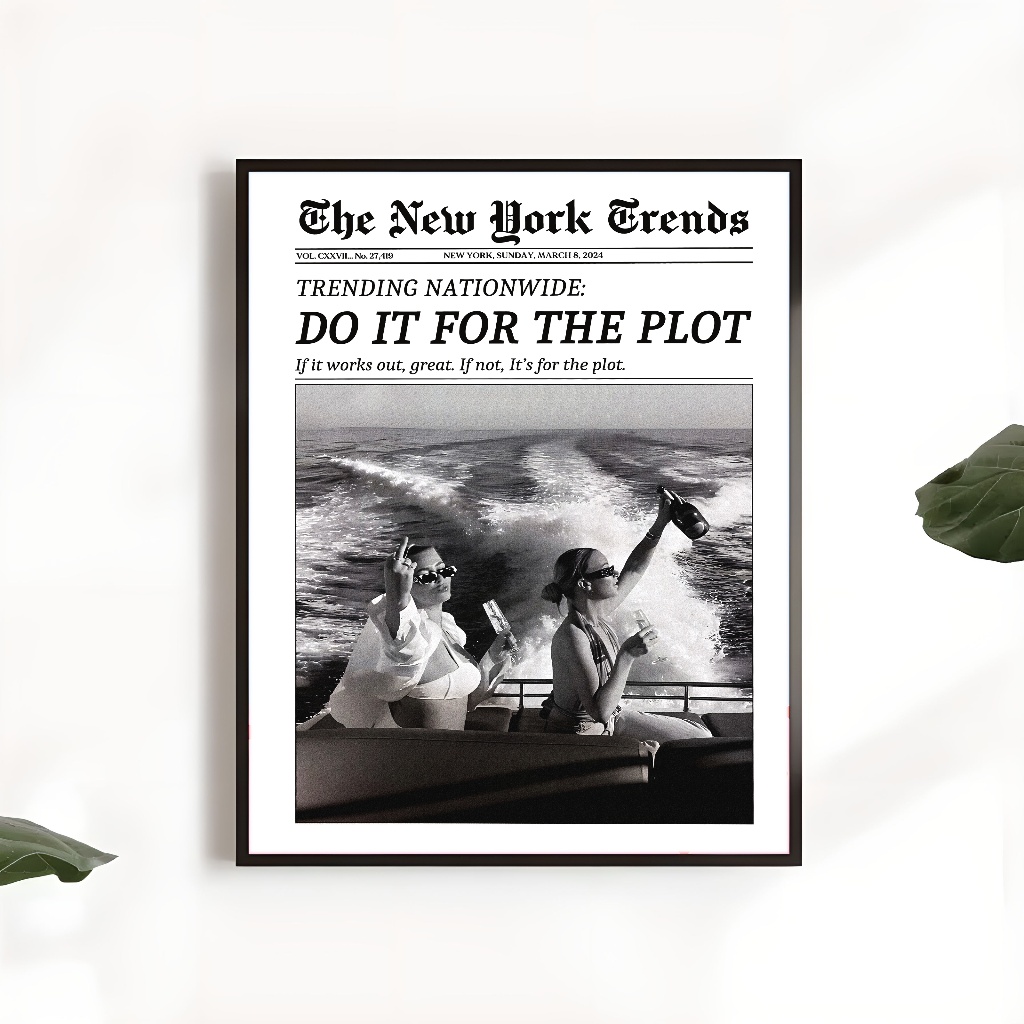 The New York Trends
VOL. CXXVII... No. 27,419 NEW YORK, SUNDAY, MARCH 8, 2024
TRENDING NATIONWIDE:
DO IT FOR THE PLOT
If it works out, great. If not, It's for the plot.